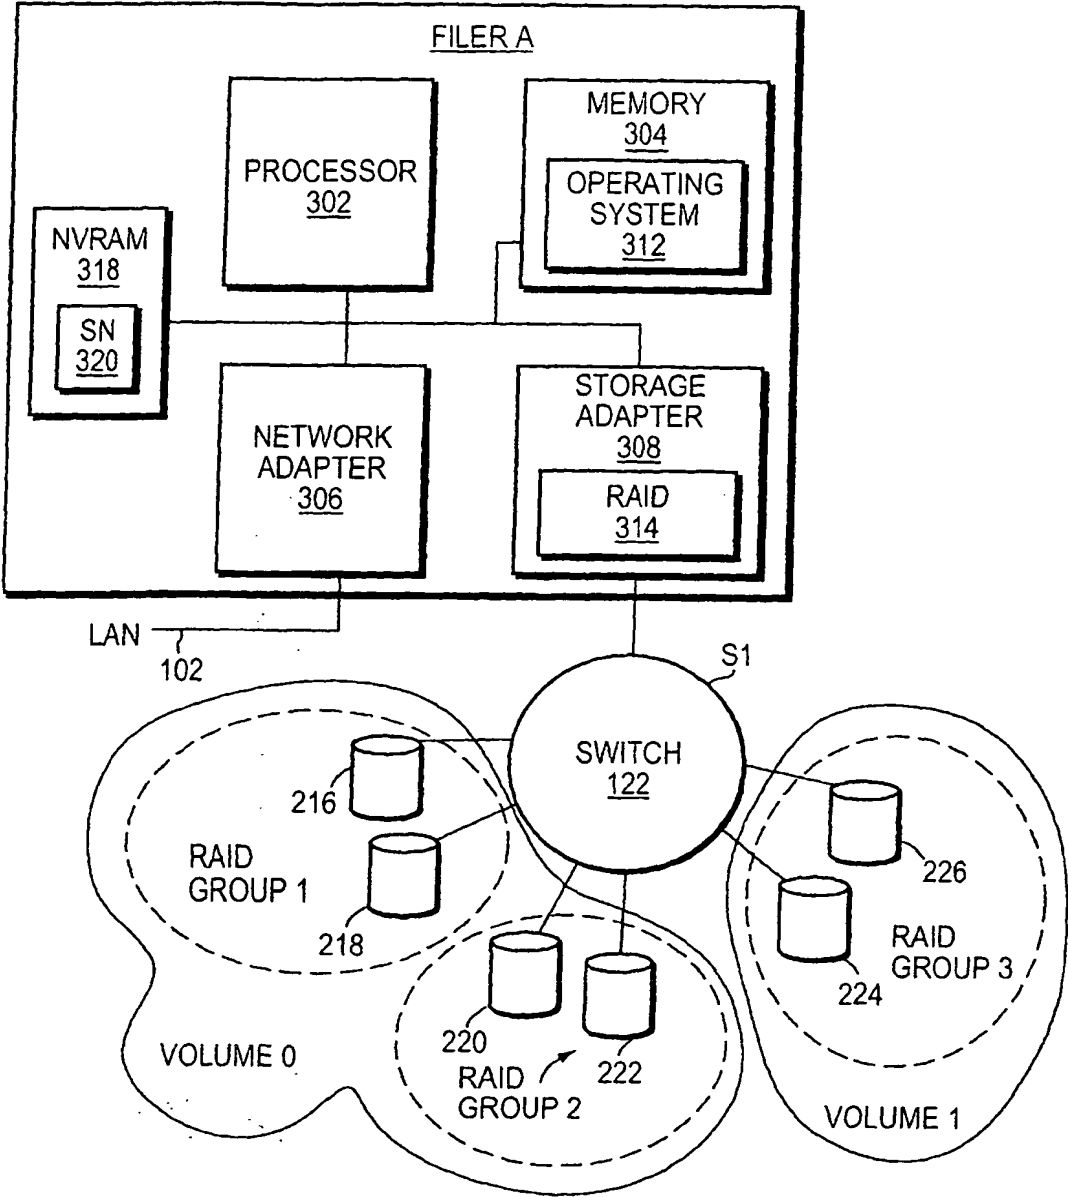 FILER A
PROCESSOR
302
MEMORY
304
OPERATING
SYSTEM
312
NVRAM
318
SN
320
NETWORK
ADAPTER
306
STORAGE
ADAPTER
308
RAID
314
LAN
102
S1
SWITCH
122
216
218
RAID
GROUP 1
226
224
RAID
GROUP 3
220
222
RAID
GROUP 2
VOLUME 0
VOLUME 1